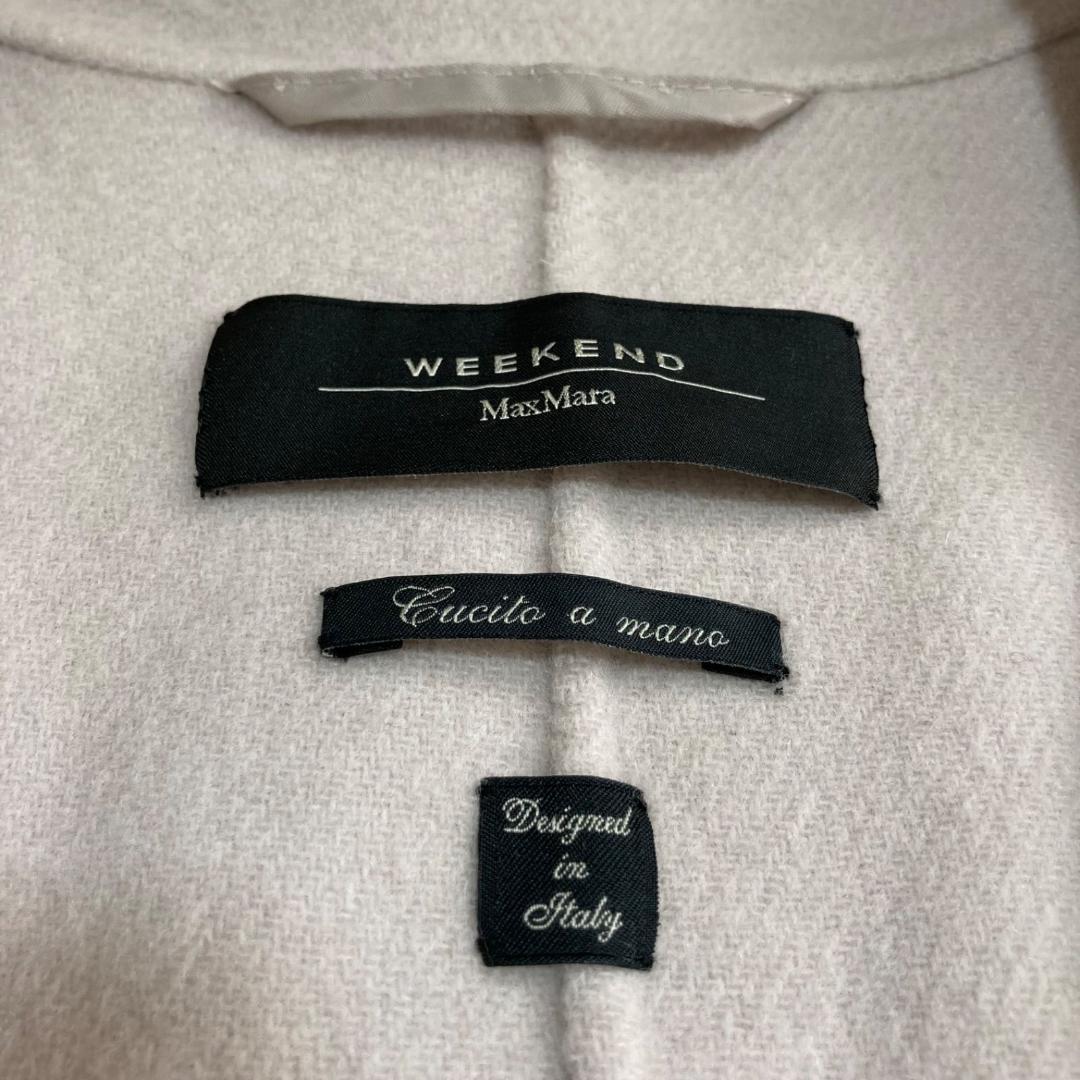 WEEKEND
MaxMara
Cucito a mano
Designed
in
Italy